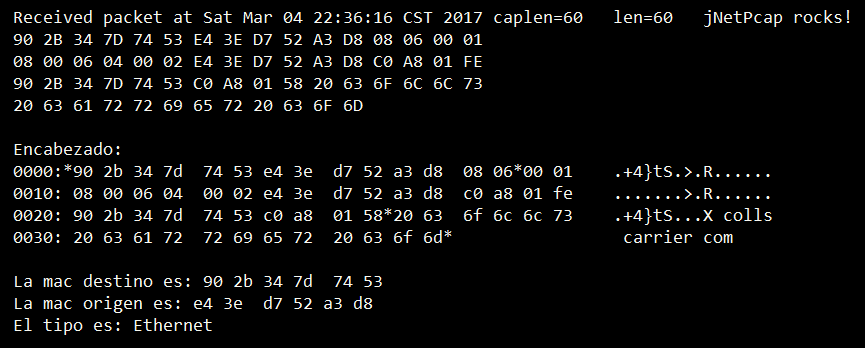 Received packet at Sat Mar 04 22:36:16 CST 2017 caplen=60   len=60   jNetPcap rocks!
90 2B 34 7D 74 53 E4 3E D7 52 A3 D8 08 06 00 01
08 00 06 04 00 02 E4 3E D7 52 A3 D8 C0 A8 01 FE
90 2B 34 7D 74 53 C0 A8 01 58 20 63 6F 6C 6C 73
20 63 61 72 72 69 65 72 20 63 6F 6D
Encabezado:
0000:*90 2b 34 7d  74 53 e4 3e  d7 52 a3 d8  08 06*00 01    .+4}tS.>.R......
0010: 08 00 06 04  00 02 e4 3e  d7 52 a3 d8  c0 a8 01 fe    .......>.R......
0020: 90 2b 34 7d  74 53 c0 a8  01 58*20 63  6f 6c 6c 73    .+4}tS...X colls
0030: 20 63 61 72  72 69 65 72  20 63 6f 6d*                 carrier com
La mac destino es: 90 2b 34 7d  74 53
La mac origen es: e4 3e  d7 52 a3 d8
El tipo es: Ethernet